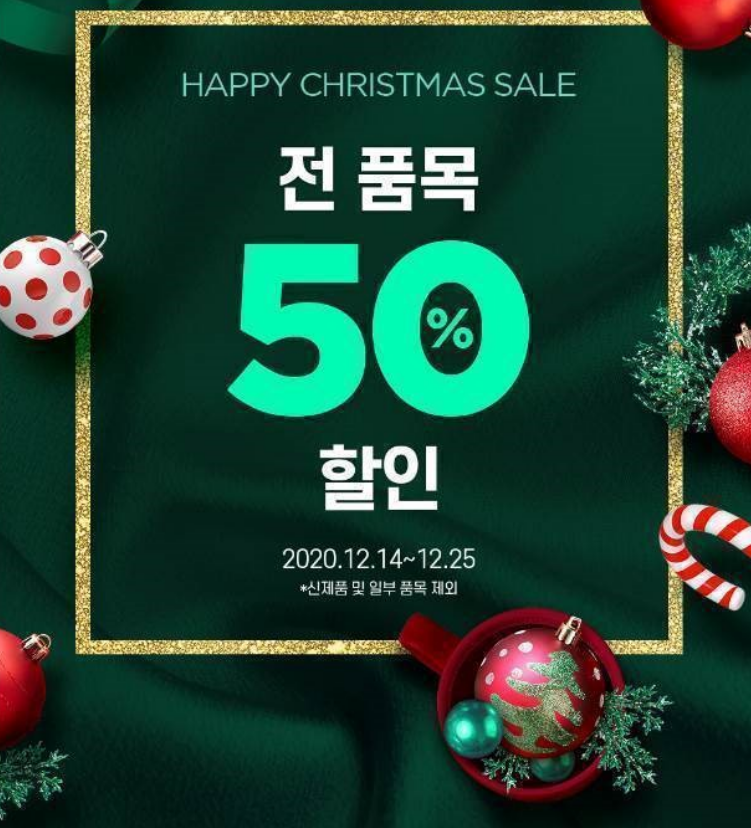 HAPPY CHRISTMAS SALE
전 품목
50%
할인
2020.12.14~12.25
*신제품 및 일부 품목 제외